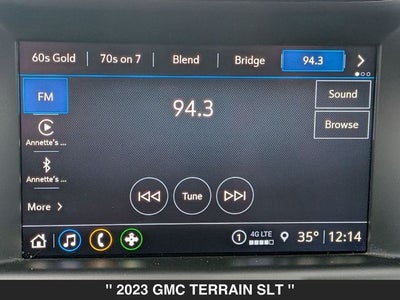 60s Gold 70s on 7 Blend Bridge 94.3
FM
94.3
Sound
Annette's ...
Browse
Annette's ...
Tune
More
1 4G LTE 35° 12:14
" 2023 GMC TERRAIN SLT "